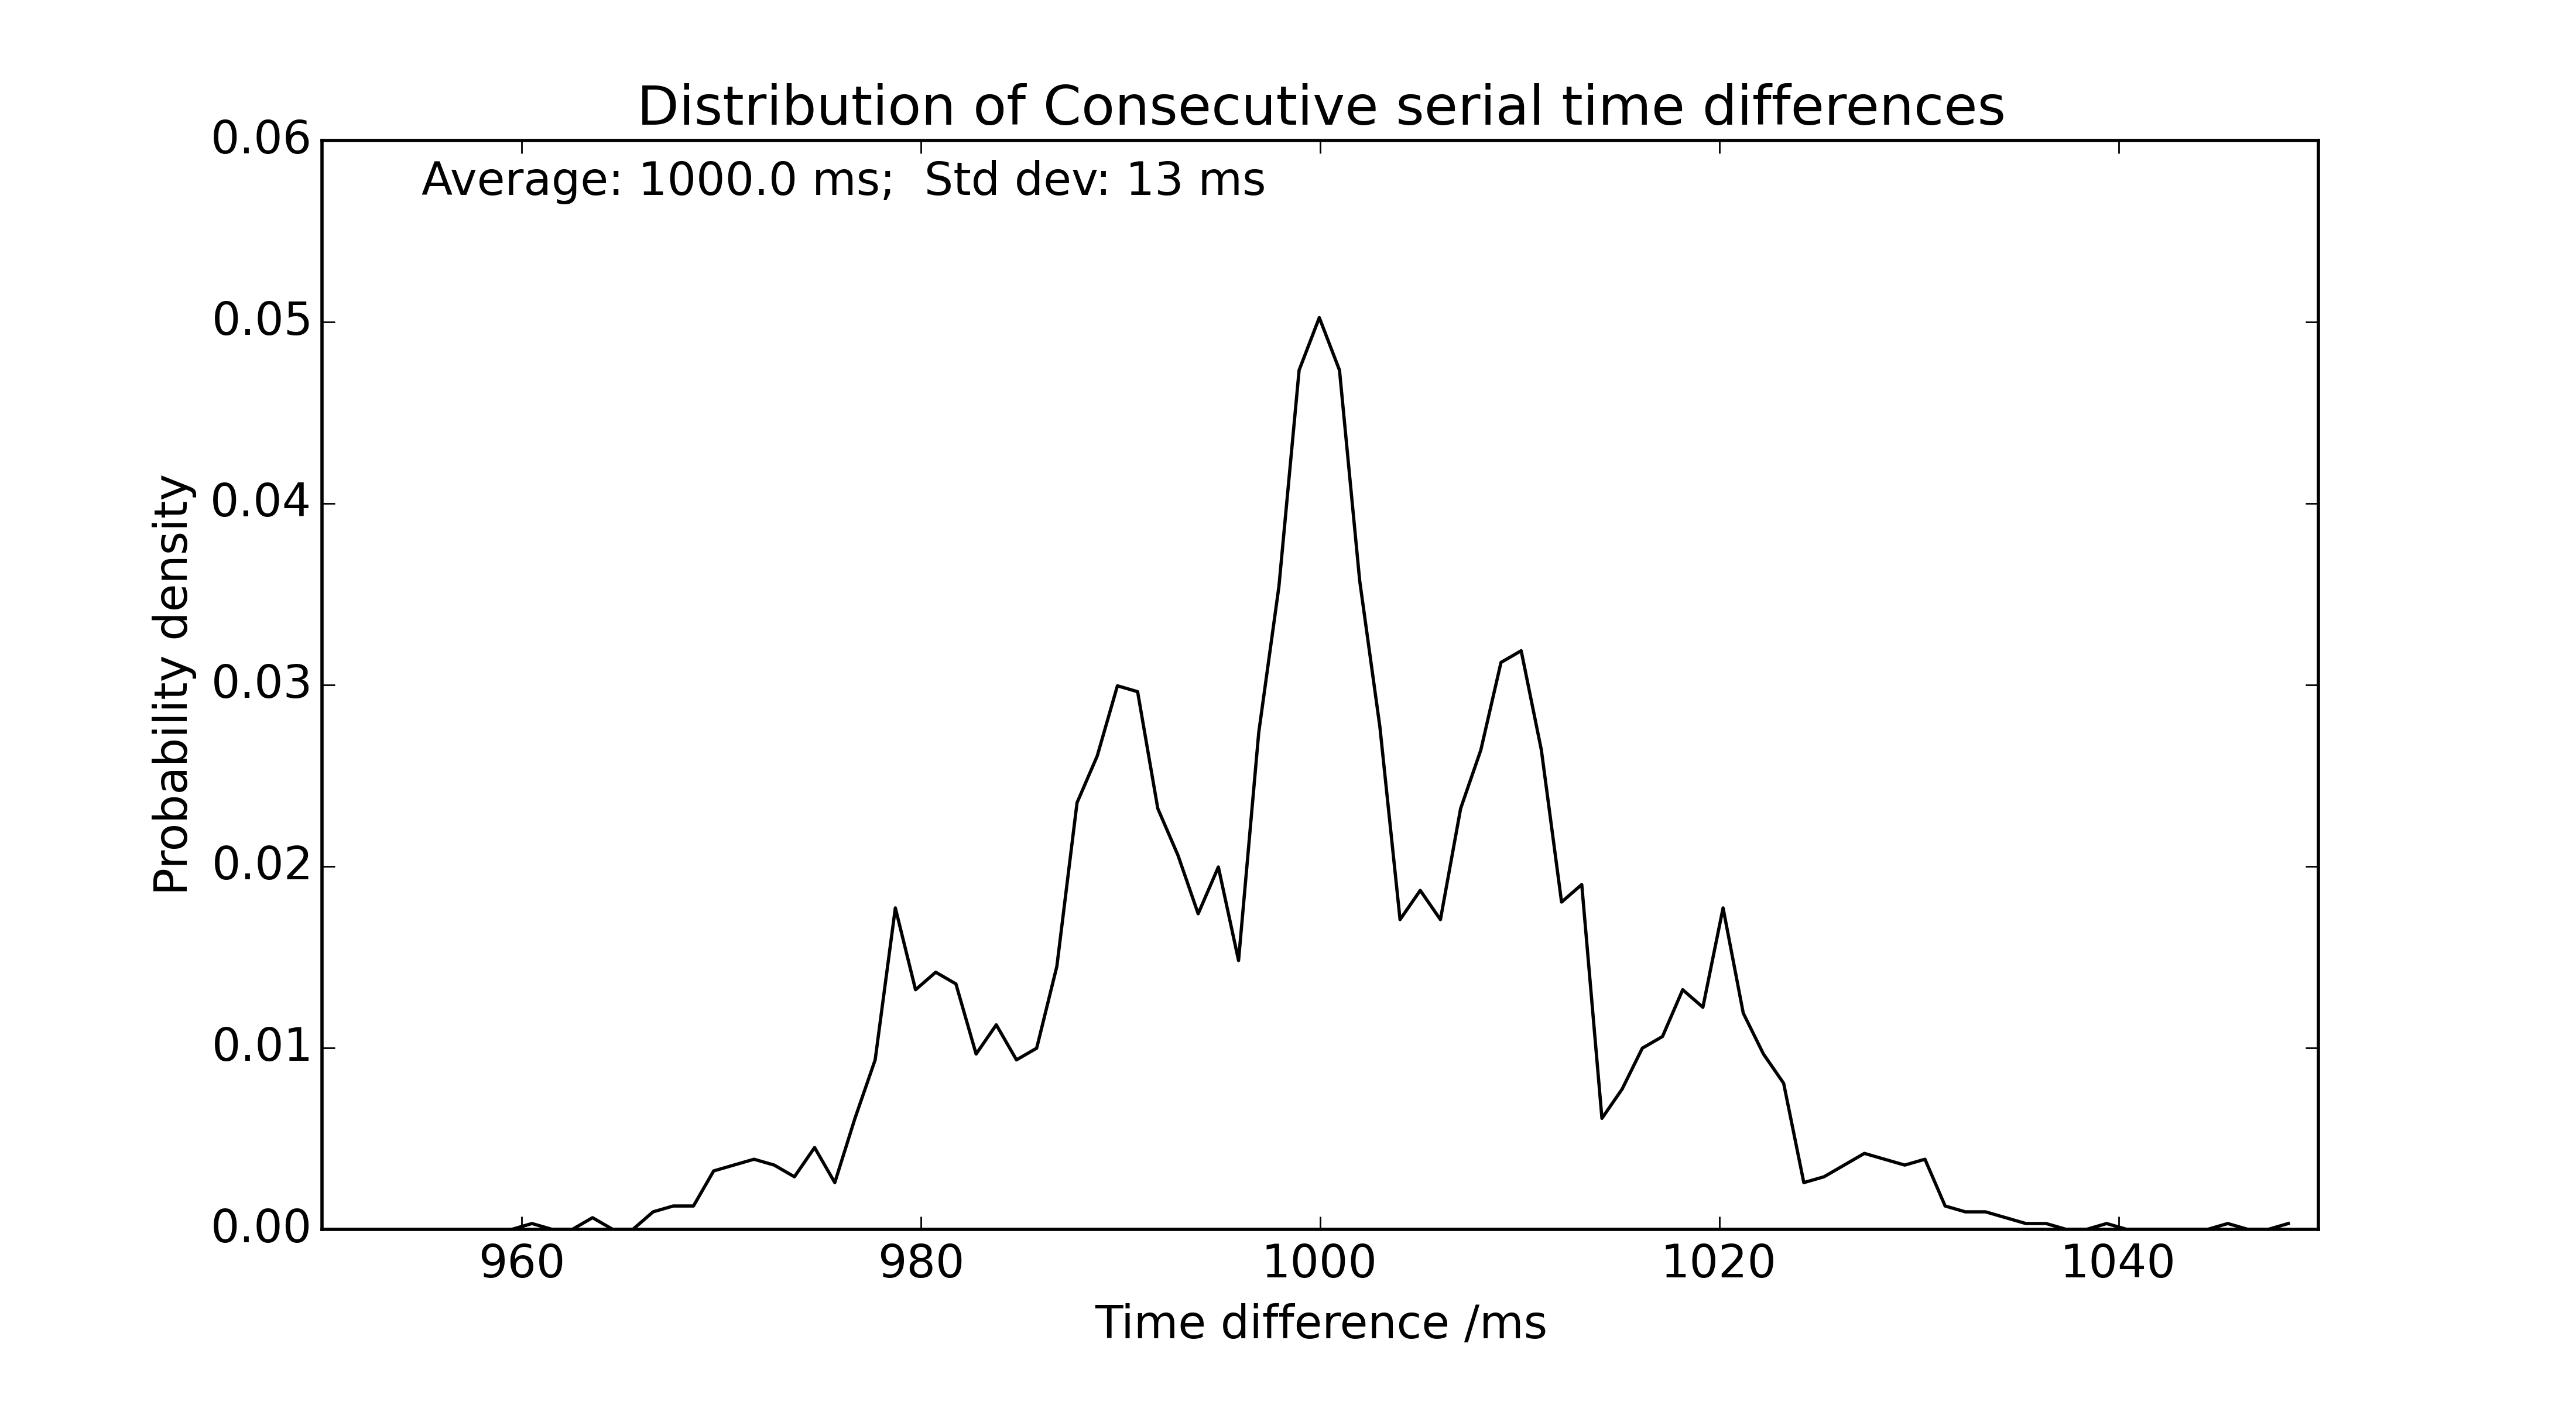 Distribution of Consecutive serial time differences
Average: 1000.0 ms;  Std dev: 13 ms
0.06
0.05
0.04
0.03
0.02
0.01
0.00
Probability density
960 980 1000 1020 1040
Time difference /ms